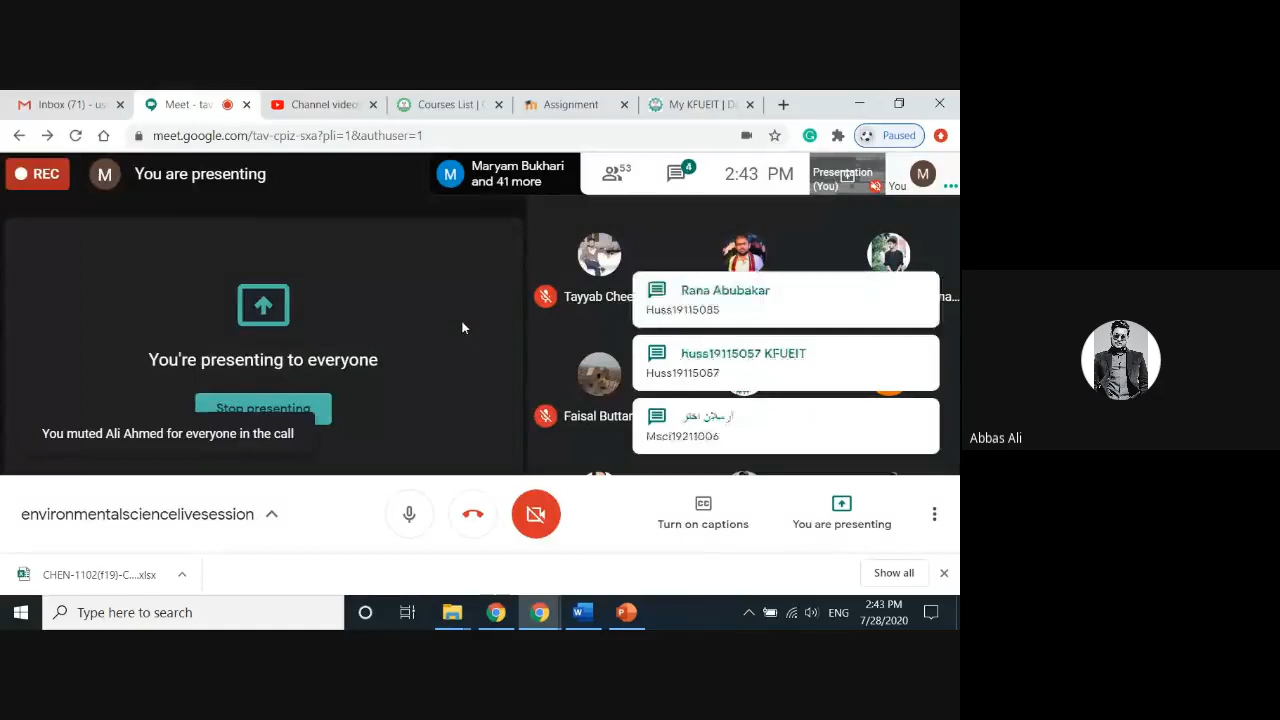 Inbox (71) - us
Meet - tav
Channel video
Courses List |
Assignment
My KFUEIT | D
meet.google.com/tav-cpiz-sxa?pli=1&authuser=1
Paused
REC
M
You are presenting
M
Maryam Bukhari
and 41 more
53
4
2:43 PM
Presentation
(You)
You
M
Tayyab Chee
na...
Rana Abubakar
Huss19115085
huss19115057 KFUEIT
Huss19115057
You're presenting to everyone
Stop presenting
Faisal Buttar
أرسلان اختر
Msci19211006
You muted Ali Ahmed for everyone in the call
Abbas Ali
environmentalsciencelivesession
Turn on captions
You are presenting
CHEN-1102(f19)-C....xlsx
Show all
Type here to search
ENG
2:43 PM
7/28/2020